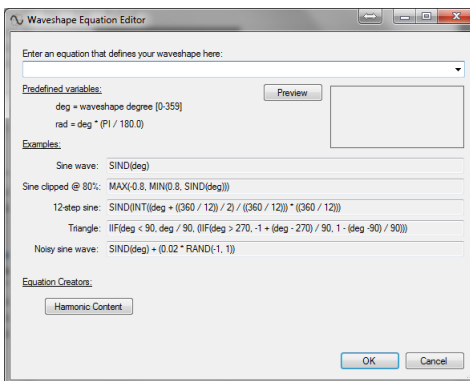 Waveshape Equation Editor
Enter an equation that defines your waveshape here:
Predefined variables:
Preview
deg = waveshape degree [0-359]
rad = deg * (PI / 180.0)
Examples:
Sine wave: SIND(deg)
Sine clipped @ 80%: MAX(-0.8, MIN(0.8, SIND(deg)))
12-step sine: SIND(INT((deg + ((360 / 12)) / 2) / ((360 / 12))) * ((360 / 12)))
Triangle: IIF(deg < 90, deg / 90, (IIF(deg > 270, -1 + (deg - 270) / 90, 1 - (deg -90) / 90)))
Noisy sine wave: SIND(deg) + (0.02 * RAND(-1, 1))
Equation Creators:
Harmonic Content
OK Cancel